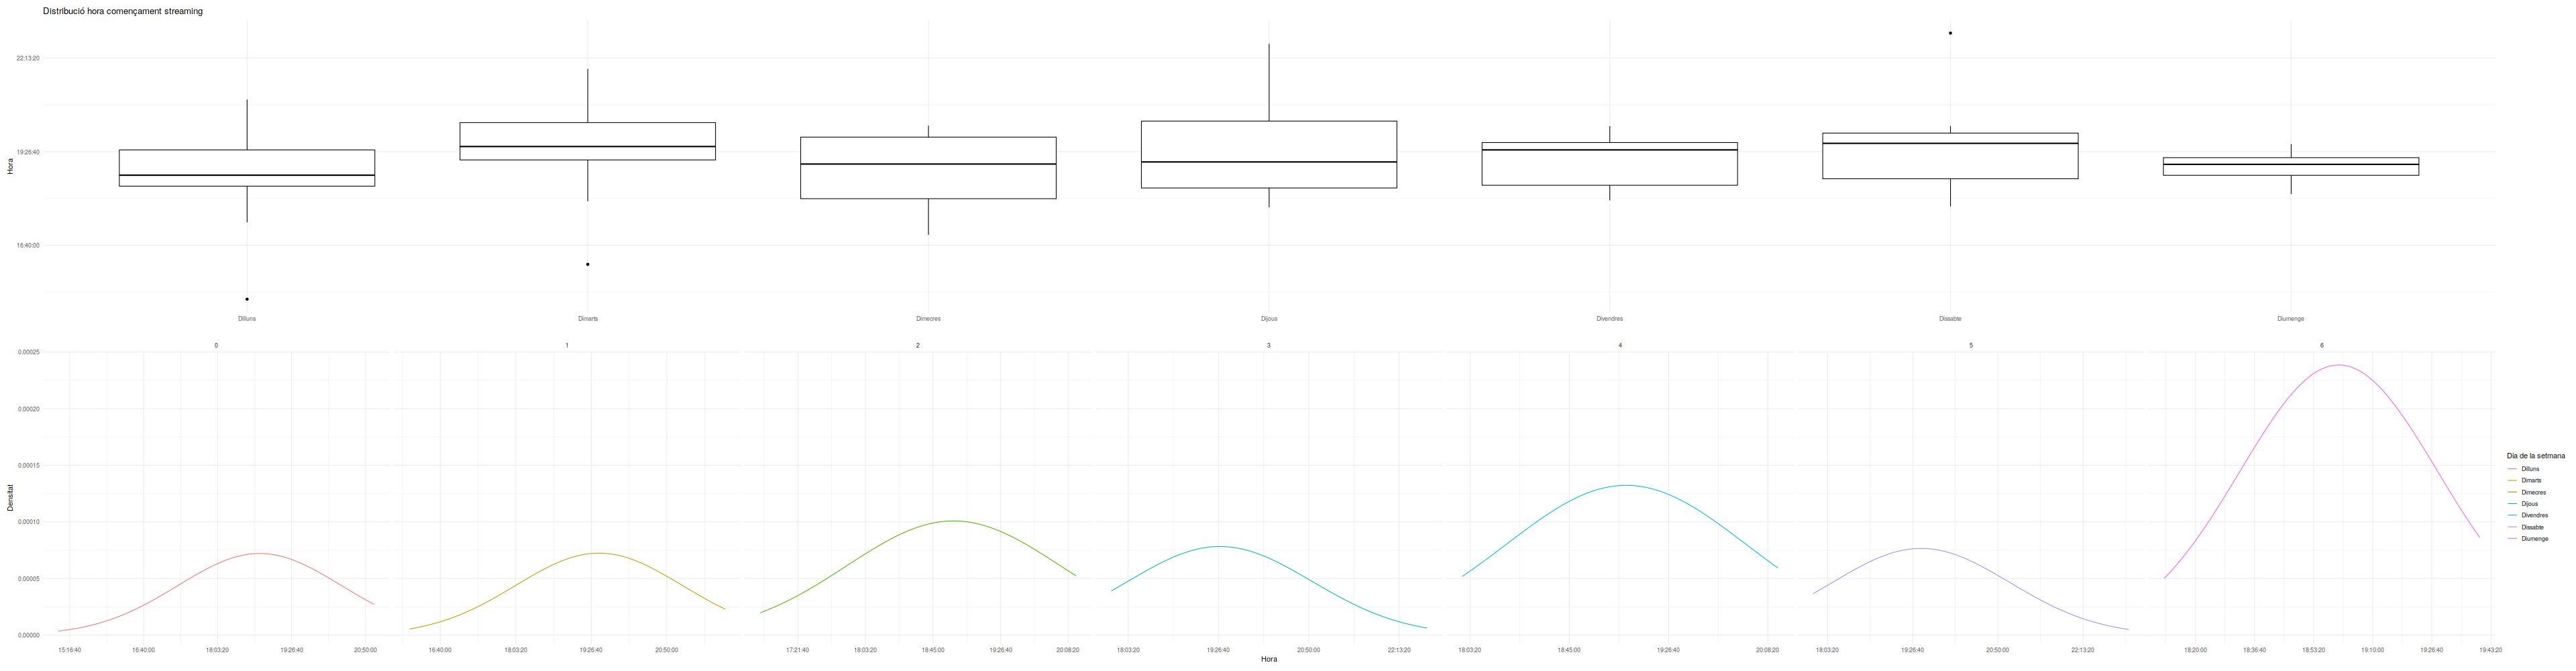 Distribució hora començament streaming
Hora
22:13:20
19:26:40
16:40:00
Dilluns
Dimarts
Dimecres
Dijous
Divendres
Dissabte
Diumenge
0
1
2
3
4
5
6
Densitat
0.00025
0.00020
0.00015
0.00010
0.00005
0.00000
15:16:40 16:40:00 18:03:20 19:26:40 20:50:00
16:40:00 18:03:20 19:26:40 20:50:00
17:21:40 18:03:20 18:45:00 19:26:40 20:08:20
18:03:20 19:26:40 20:50:00 22:13:20
18:03:20 18:45:00 19:26:40 20:08:20
18:03:20 19:26:40 20:50:00 22:13:20
18:20:00 18:36:40 18:53:20 19:10:00 19:26:40 19:43:20
Hora
Dia de la setmana
Dilluns
Dimarts
Dimecres
Dijous
Divendres
Dissabte
Diumenge